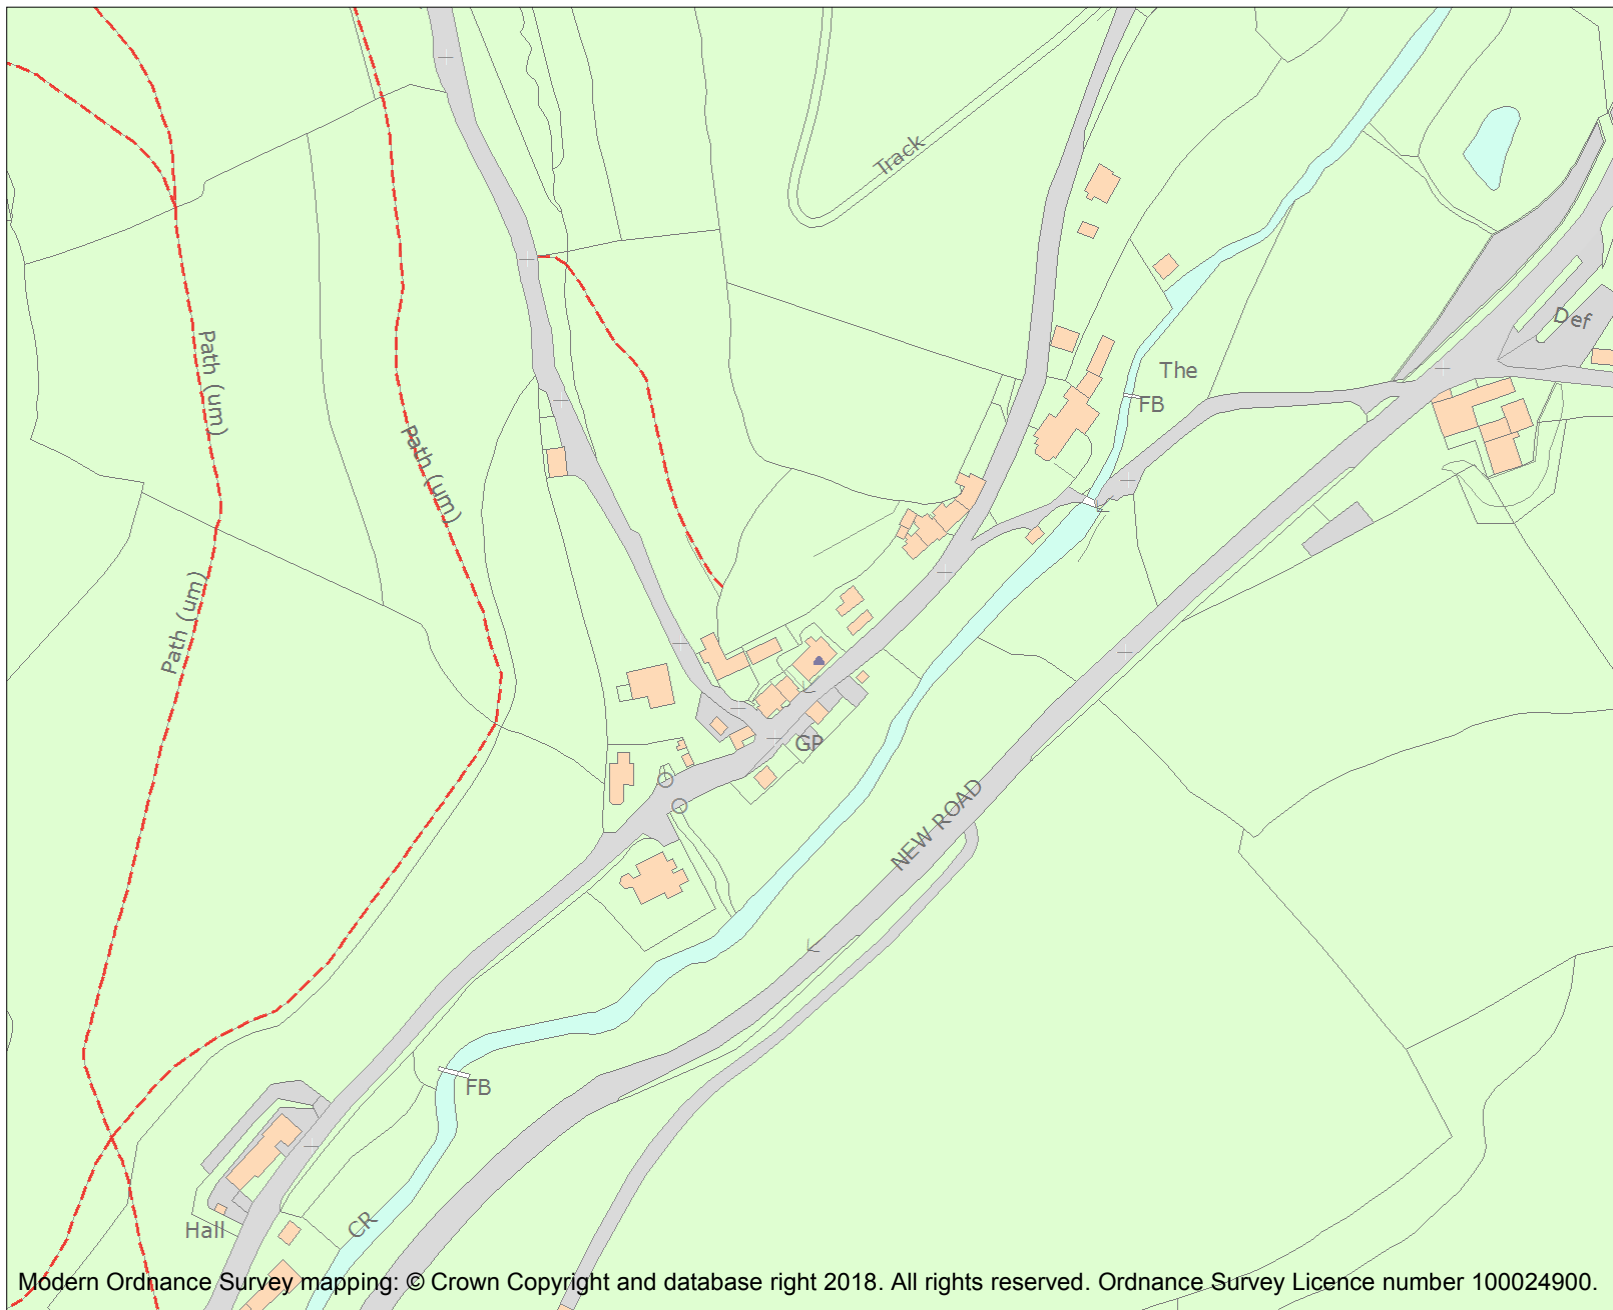 Track
Def
Path (um)
The
FB
Path (um)
Path (um)
GP
NEW ROAD
FB
CR
Hall
Modern Ordnance Survey mapping: © Crown Copyright and database right 2018. All rights reserved. Ordnance Survey Licence number 100024900.